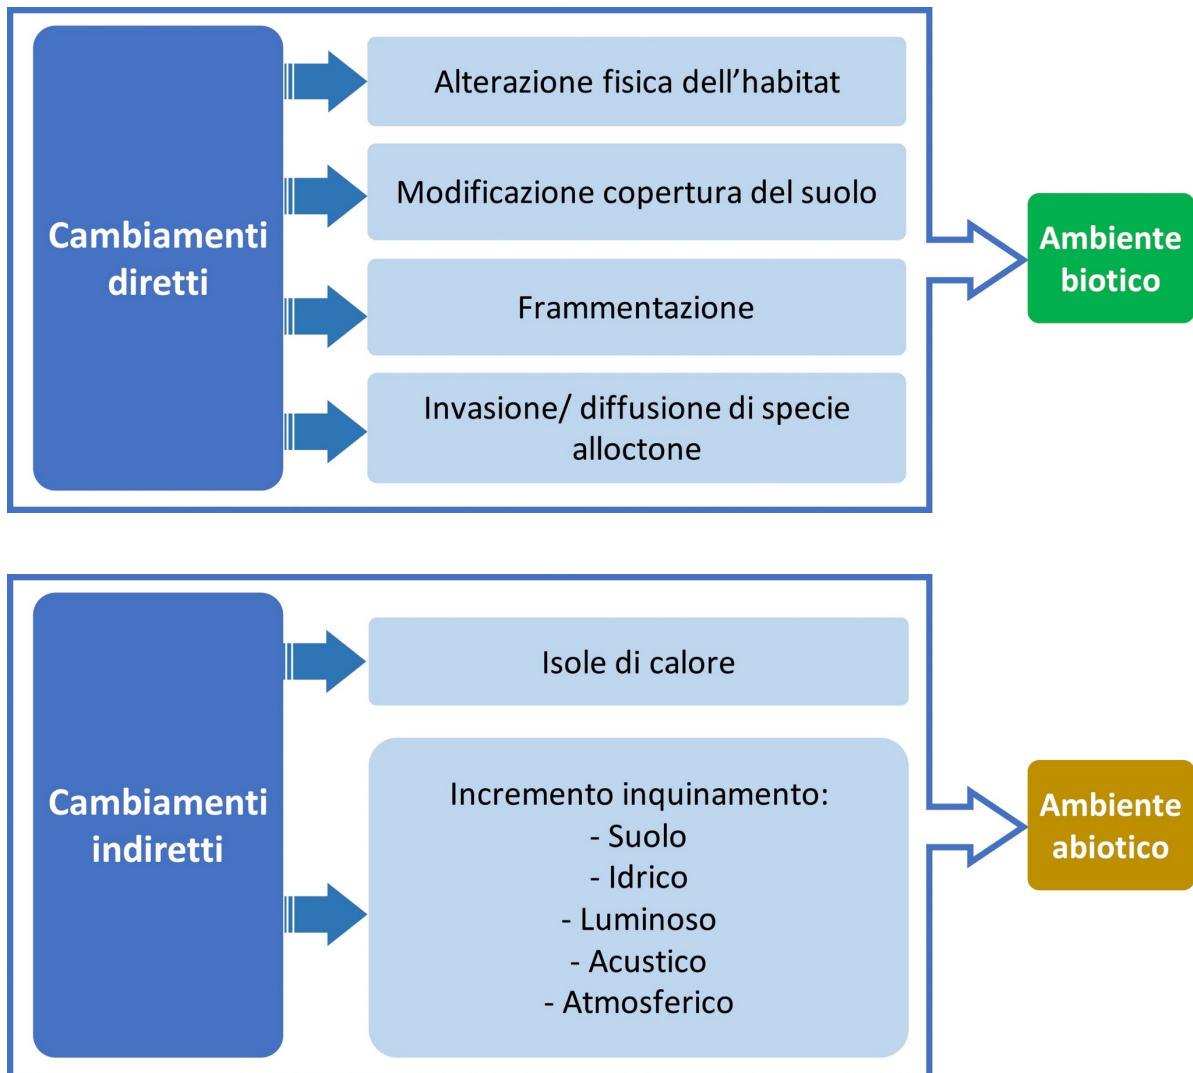 Cambiamenti
diretti
Alterazione fisica dell’habitat
Modificazione copertura del suolo
Frammentazione
Invasione/ diffusione di specie
alloctone
Ambiente
biotico
Cambiamenti
indiretti
Isole di calore
Incremento inquinamento:
- Suolo
- Idrico
- Luminoso
- Acustico
- Atmosferico
Ambiente
abiotico